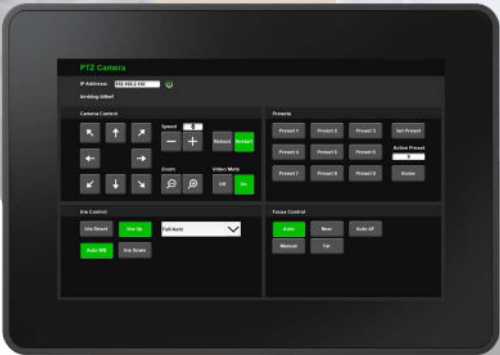 PTZ Camera
IP Address:
Camera Control
Speed
Reboot Restart
Zoom
Video Mute
Off On
Presets
Preset 1 Preset 2 Preset 3 Set Preset
Preset 4 Preset 5 Preset 6 Active Preset
Preset 7 Preset 8 Preset 9 Home
Iris Control
Iris Reset Iris Up Full Auto
Auto WB Iris Down
Focus Control
Auto Near Auto AF
Manual Far